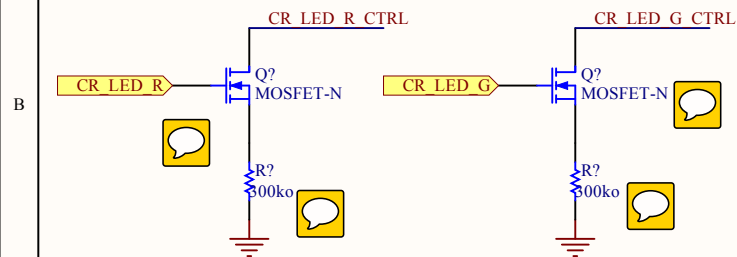 CR_LED_R_CTRL
CR_LED_G_CTRL
CR_LED_R
Q?
MOSFET-N
CR_LED_G
Q?
MOSFET-N
B
R?
300ko
R?
300ko